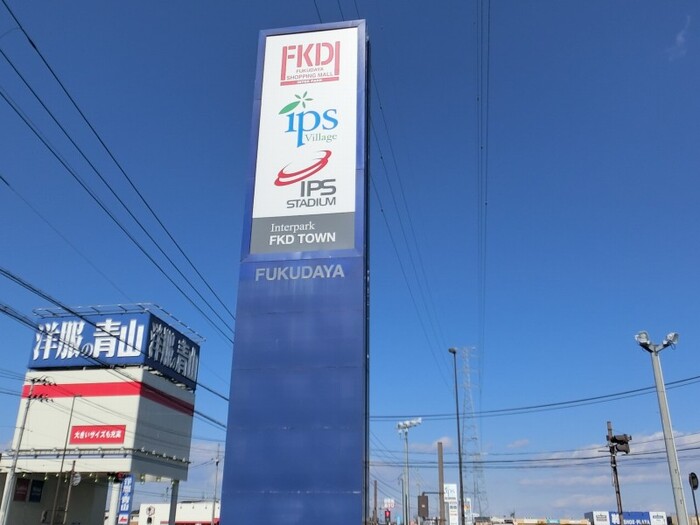 FKD
FUKUDAYA
SHOPPING MALL
ips
Village
IPS
STADIUM
Interpark
FKD TOWN
FUKUDAYA
洋服の青山
洋服の青山
大きいサイズも充実